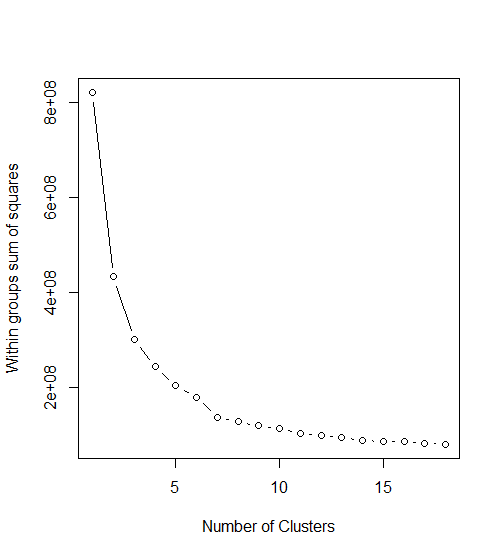 Within groups sum of squares
8e+08
6e+08
4e+08
2e+08
5
10
15
Number of Clusters